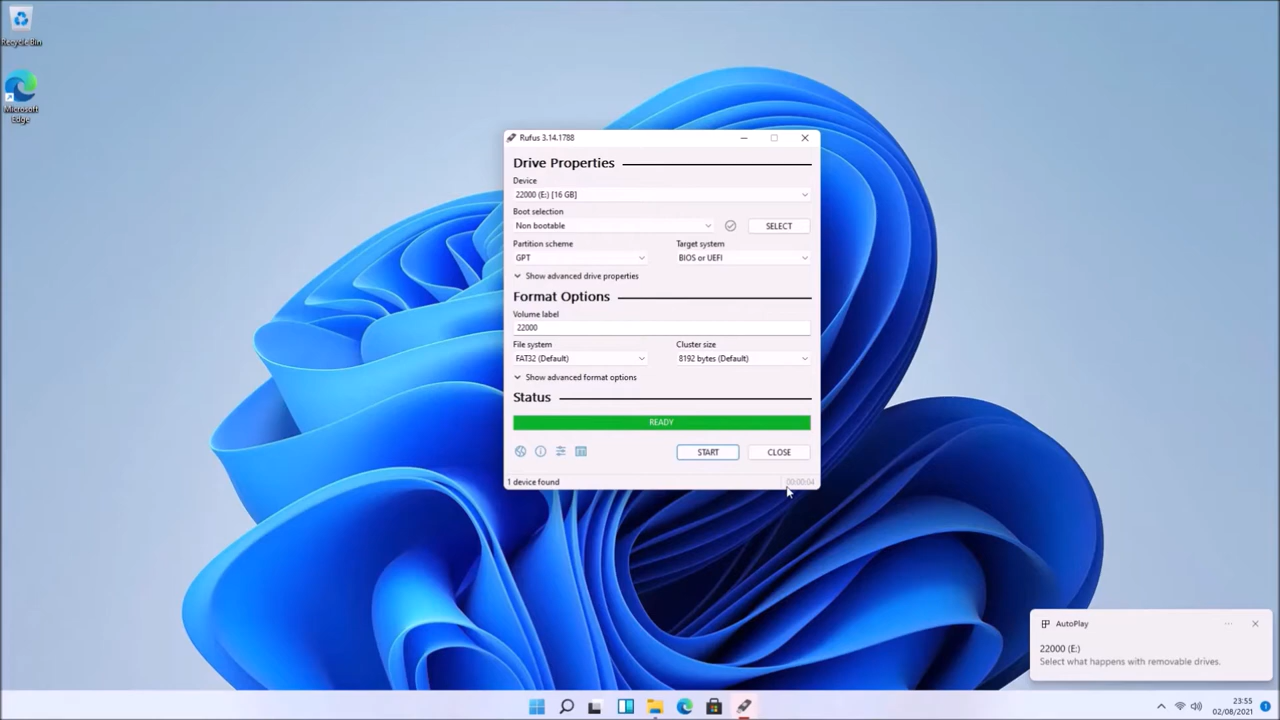 Recycle Bin
Microsoft
Edge
Rufus 3.14.1788
Drive Properties
Device
22000 (E:) [16 GB]
Boot selection
Non bootable
SELECT
Partition scheme
Target system
GPT
BIOS or UEFI
Show advanced drive properties
Format Options
Volume label
22000
File system
Cluster size
FAT32 (Default)
8192 bytes (Default)
Show advanced format options
Status
READY
START
CLOSE
1 device found
00:00:04
AutoPlay
22000 (E:)
Select what happens with removable drives.
23:55
02/08/2021
1